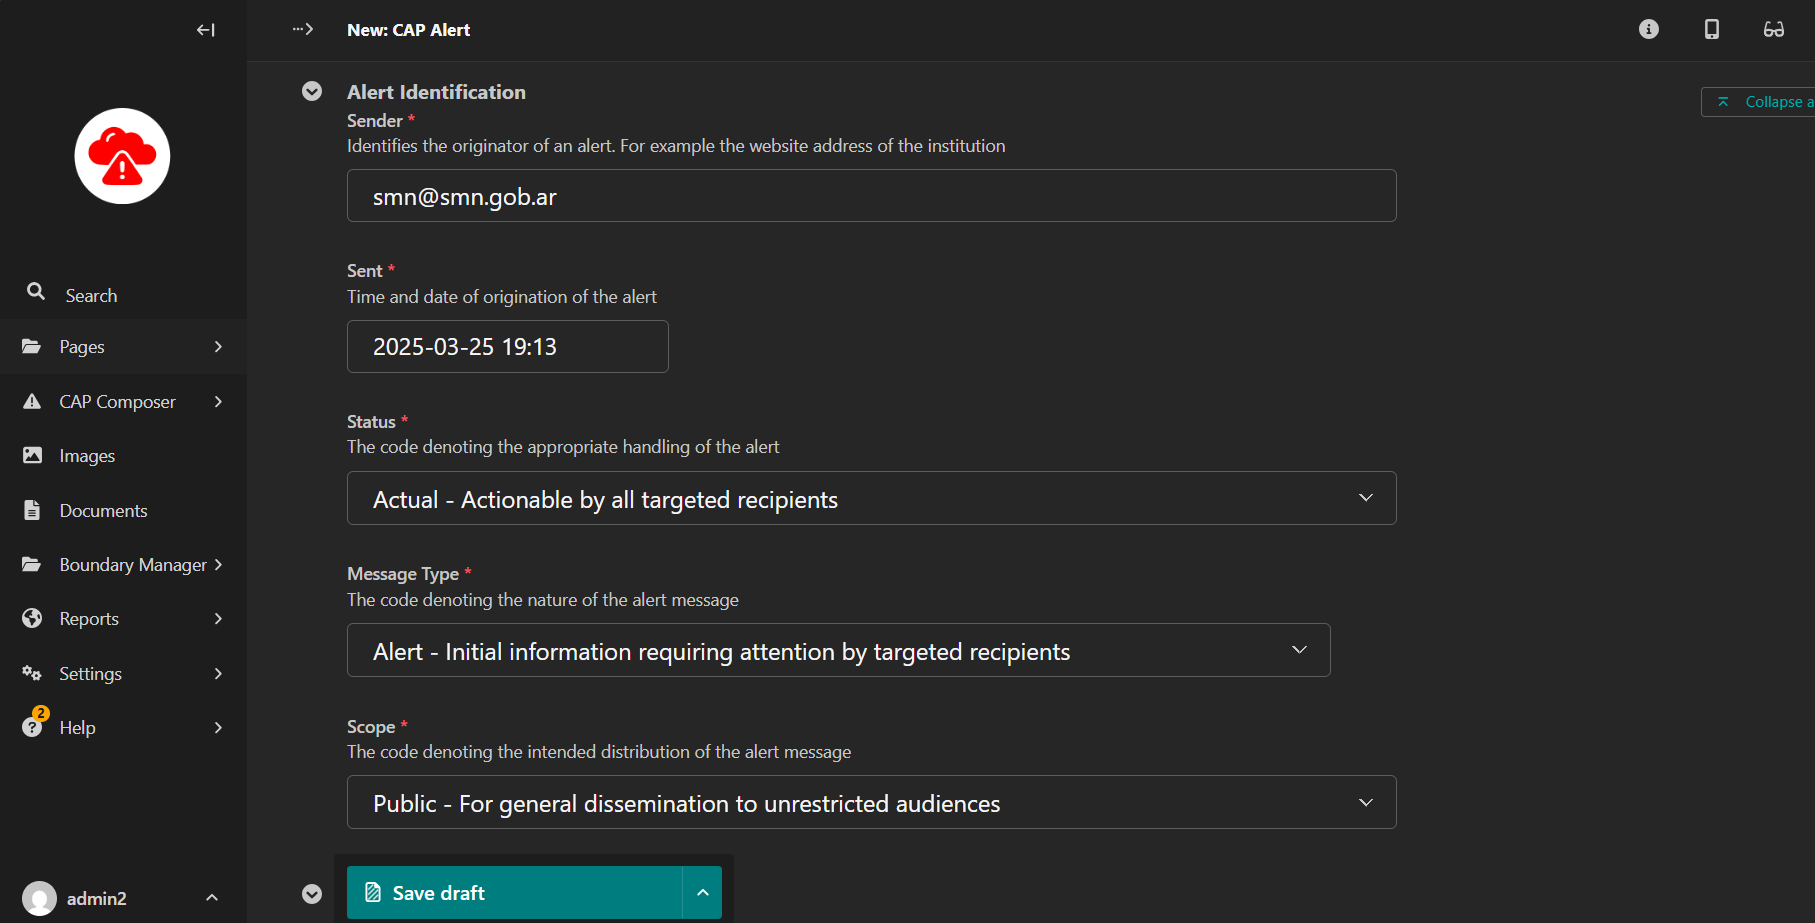 New: CAP Alert
Alert Identification
Collapse a
Sender *
Identifies the originator of an alert. For example the website address of the institution
smn@smn.gob.ar
Sent *
Time and date of origination of the alert
2025-03-25 19:13
Status *
The code denoting the appropriate handling of the alert
Actual - Actionable by all targeted recipients
Message Type *
The code denoting the nature of the alert message
Alert - Initial information requiring attention by targeted recipients
Scope *
The code denoting the intended distribution of the alert message
Public - For general dissemination to unrestricted audiences
Save draft
Search
Pages
CAP Composer
Images
Documents
Boundary Manager
Reports
Settings
2
Help
admin2